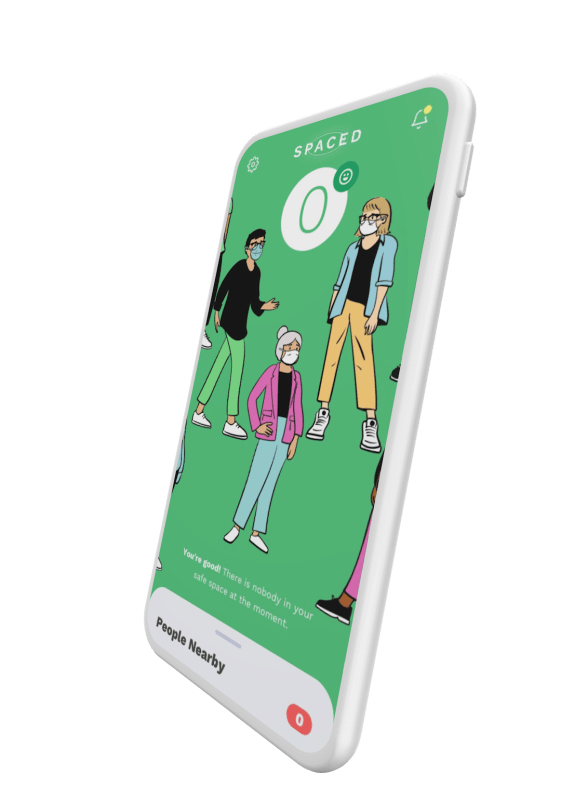 SPACED
0
You're good! There is nobody in your
safe space at the moment.
People Nearby
0